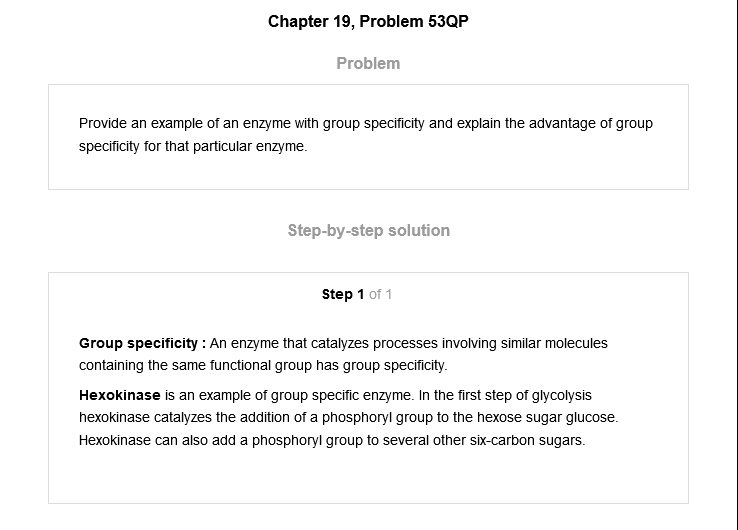 Chapter 19, Problem 53QP
Problem
Provide an example of an enzyme with group specificity and explain the advantage of group
specificity for that particular enzyme.
Step-by-step solution
Step 1 of 1
Group specificity : An enzyme that catalyzes processes involving similar molecules
containing the same functional group has group specificity.
Hexokinase is an example of group specific enzyme. In the first step of glycolysis
hexokinase catalyzes the addition of a phosphoryl group to the hexose sugar glucose.
Hexokinase can also add a phosphoryl group to several other six-carbon sugars.